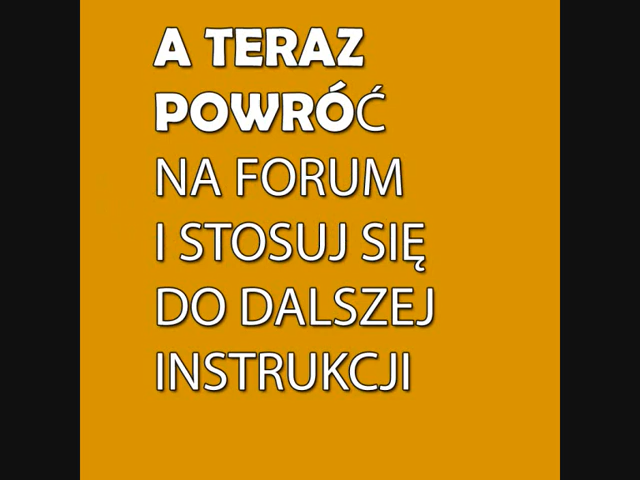 A TERAZ
POWRÓĆ
NA FORUM
I STOSUJ SIĘ
DO DALSZEJ
INSTRUKCJI